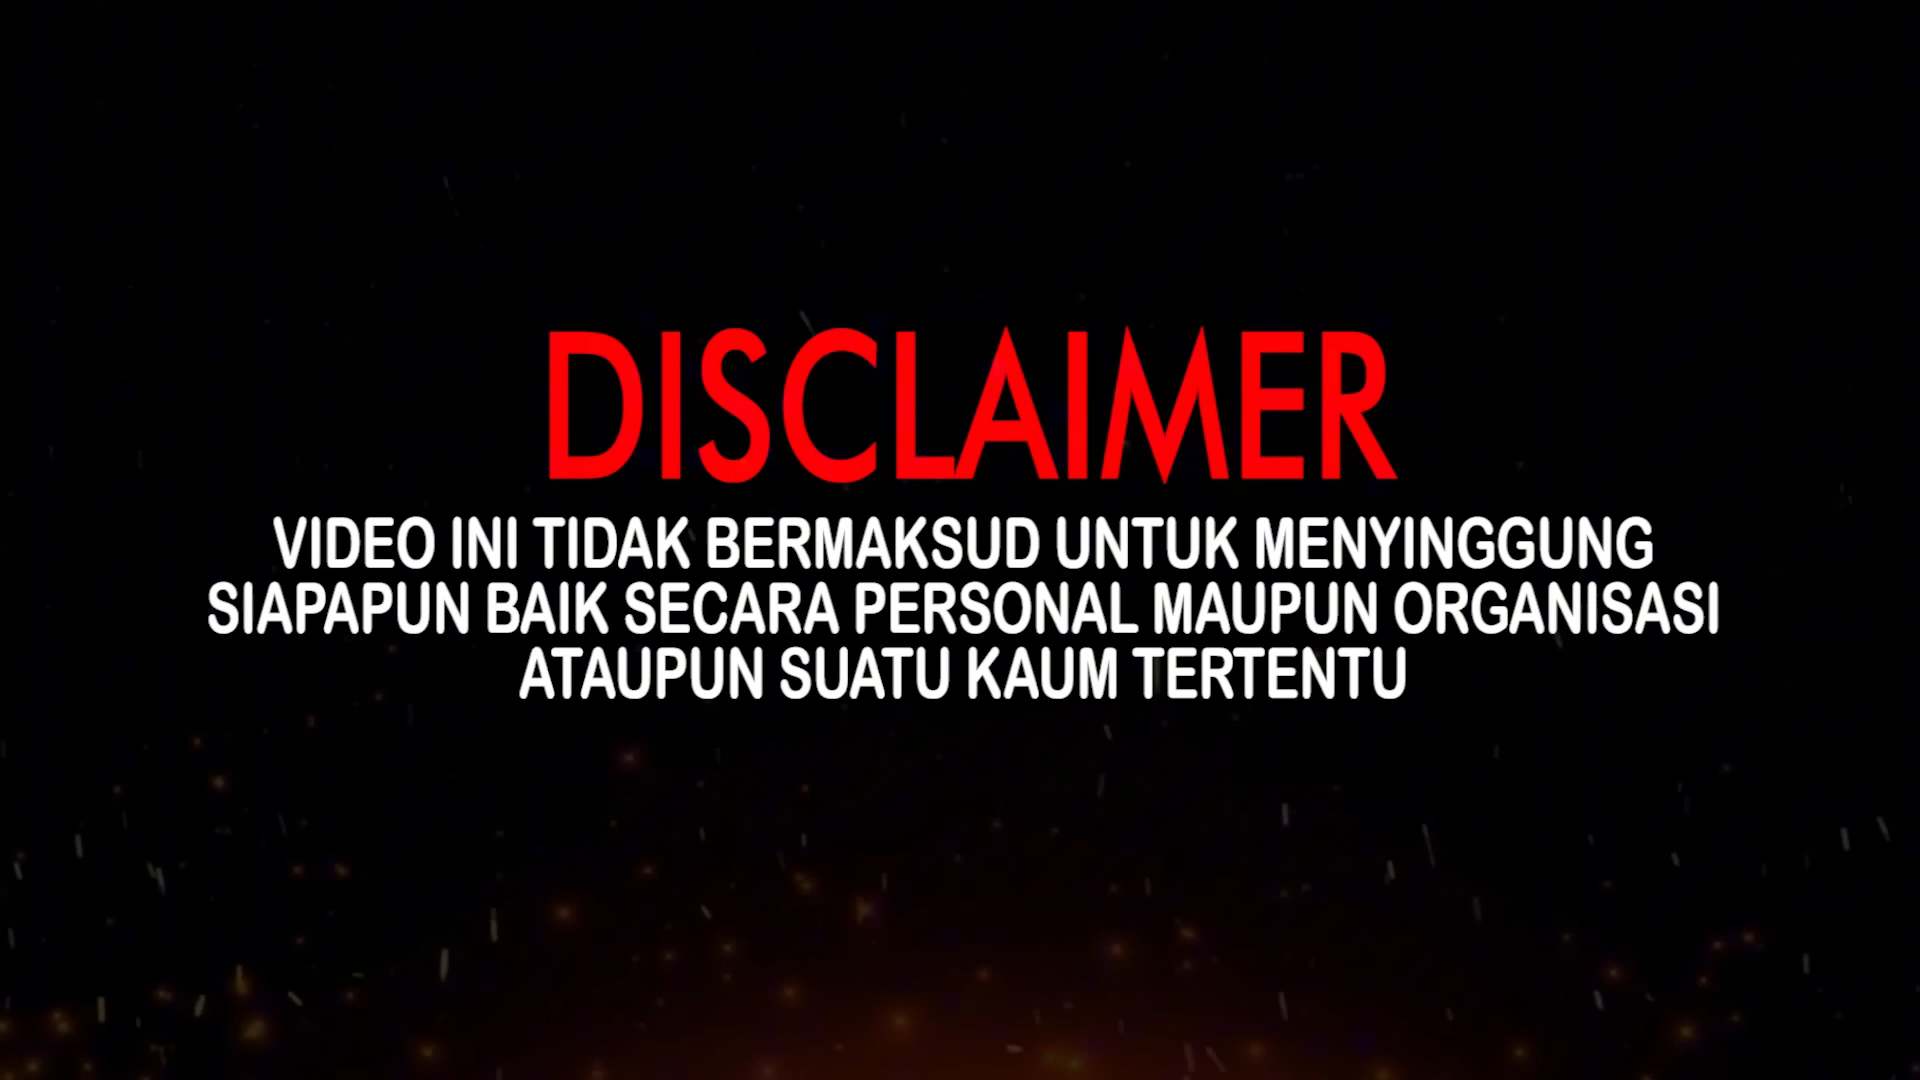 DISCLAIMER
VIDEO INI TIDAK BERMAKSUD UNTUK MENYINGGUNG
SIAPAPUN BAIK SECARA PERSONAL MAUPUN ORGANISASI
ATAUPUN SUATU KAUM TERTENTU